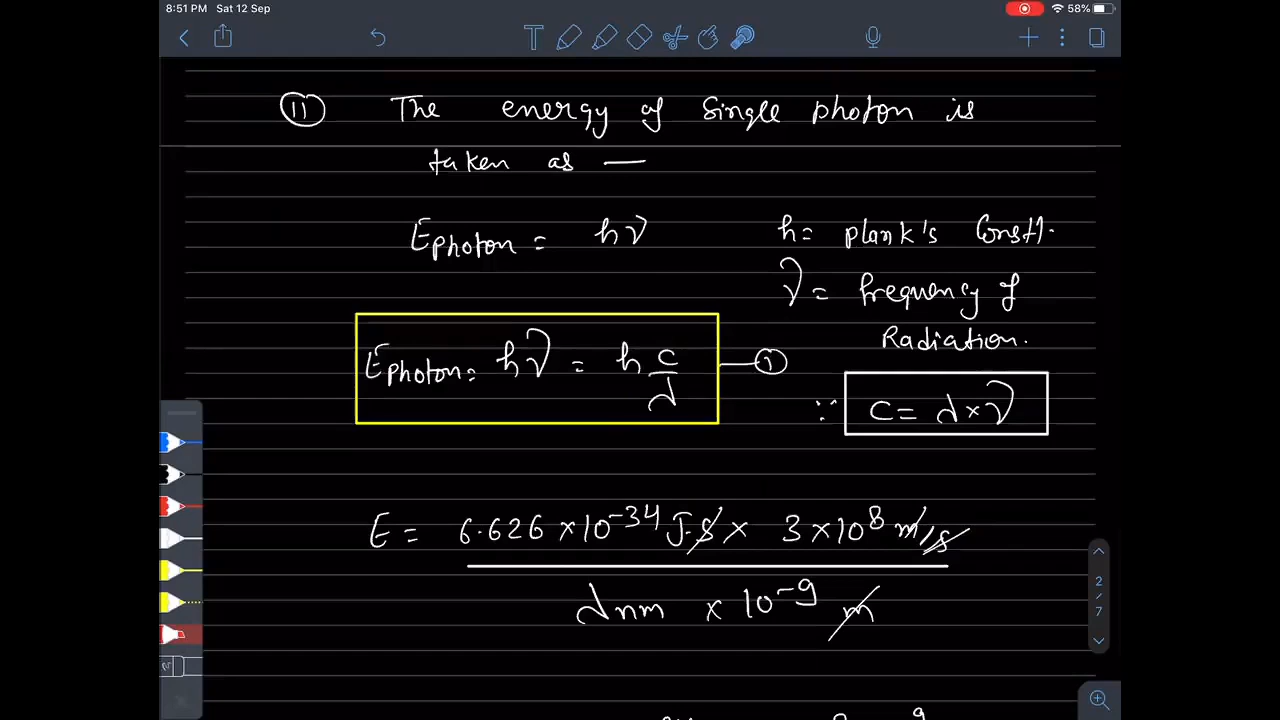 8:51 PM Sat 12 Sep
58%
(11) The energy of single photon is
taken as —
Ephoton = hν
h = plank's Constt.
ν = frequency of
Radiation.
Ephoton = hν = h c/λ —(1)
∵ C = λ × ν
E = 6.626 × 10⁻³⁴ J.S × 3 × 10⁸ m/s
λnm × 10⁻⁹ m
2
/
7